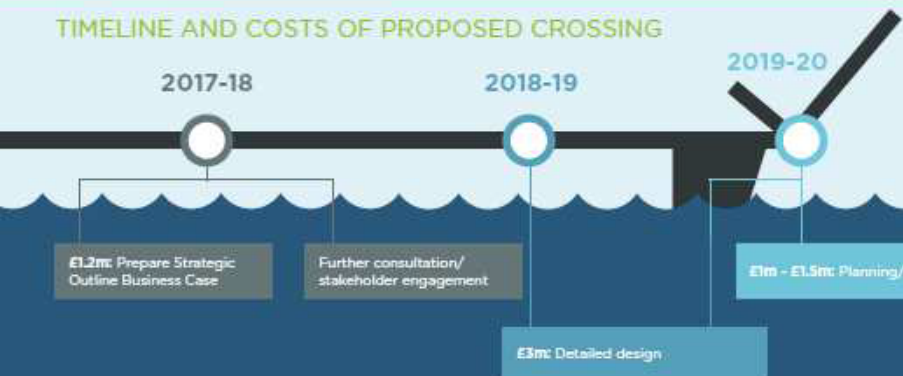 TIMELINE AND COSTS OF PROPOSED CROSSING
2017-18
2018-19
2019-20
£1.2m: Prepare Strategic
Outline Business Case
Further consultation/
stakeholder engagement
£1m - £1.5m: Planning/
£3m: Detailed design